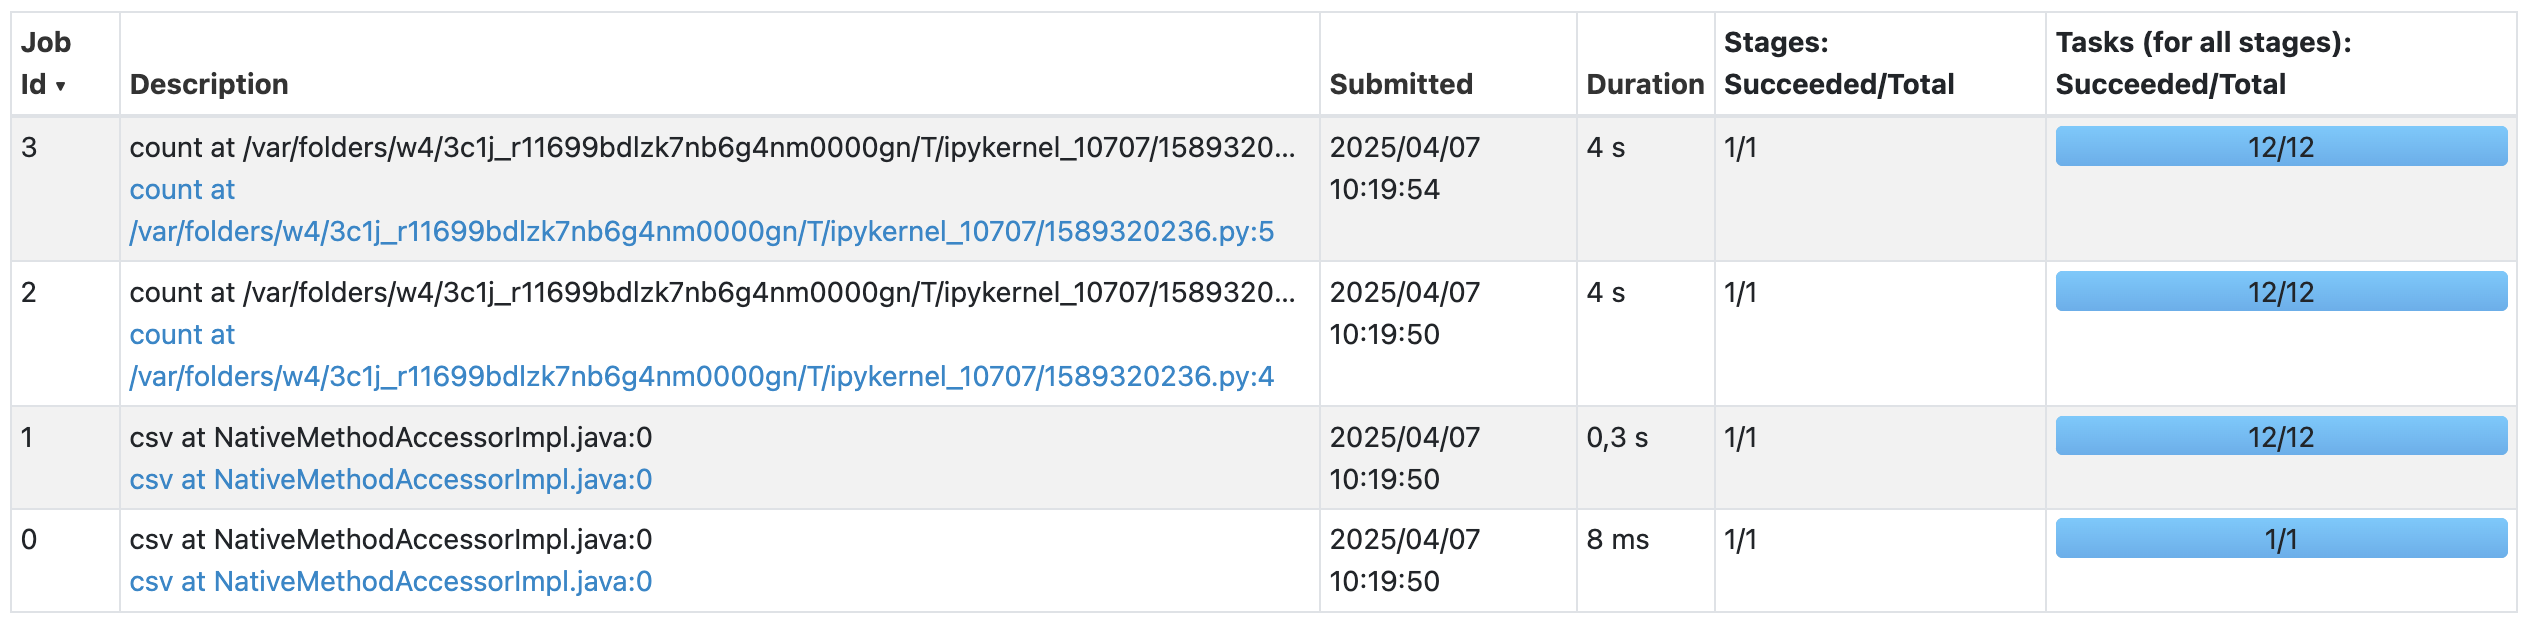 Job
Id ▾
Description
Submitted
Duration
Stages:
Succeeded/Total
Tasks (for all stages):
Succeeded/Total
3
count at /var/folders/w4/3c1j_r11699bdlzk7nb6g4nm0000gn/T/ipykernel_10707/1589320...
count at
/var/folders/w4/3c1j_r11699bdlzk7nb6g4nm0000gn/T/ipykernel_10707/1589320236.py:5
2025/04/07
10:19:54
4 s
1/1
12/12
2
count at /var/folders/w4/3c1j_r11699bdlzk7nb6g4nm0000gn/T/ipykernel_10707/1589320...
count at
/var/folders/w4/3c1j_r11699bdlzk7nb6g4nm0000gn/T/ipykernel_10707/1589320236.py:4
2025/04/07
10:19:50
4 s
1/1
12/12
1
csv at NativeMethodAccessorImpl.java:0
csv at NativeMethodAccessorImpl.java:0
2025/04/07
10:19:50
0,3 s
1/1
12/12
0
csv at NativeMethodAccessorImpl.java:0
csv at NativeMethodAccessorImpl.java:0
2025/04/07
10:19:50
8 ms
1/1
1/1